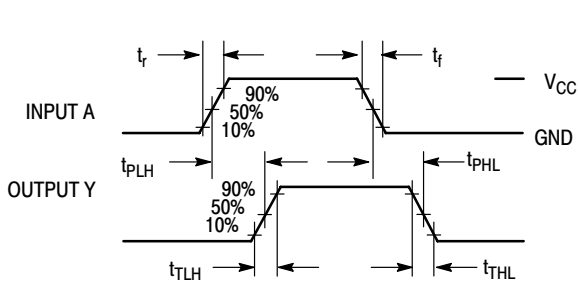 tr
tf
90%
VCC
INPUT A
50%
10%
GND
tPLH
tPHL
OUTPUT Y
90%
50%
10%
tTLH
tTHL